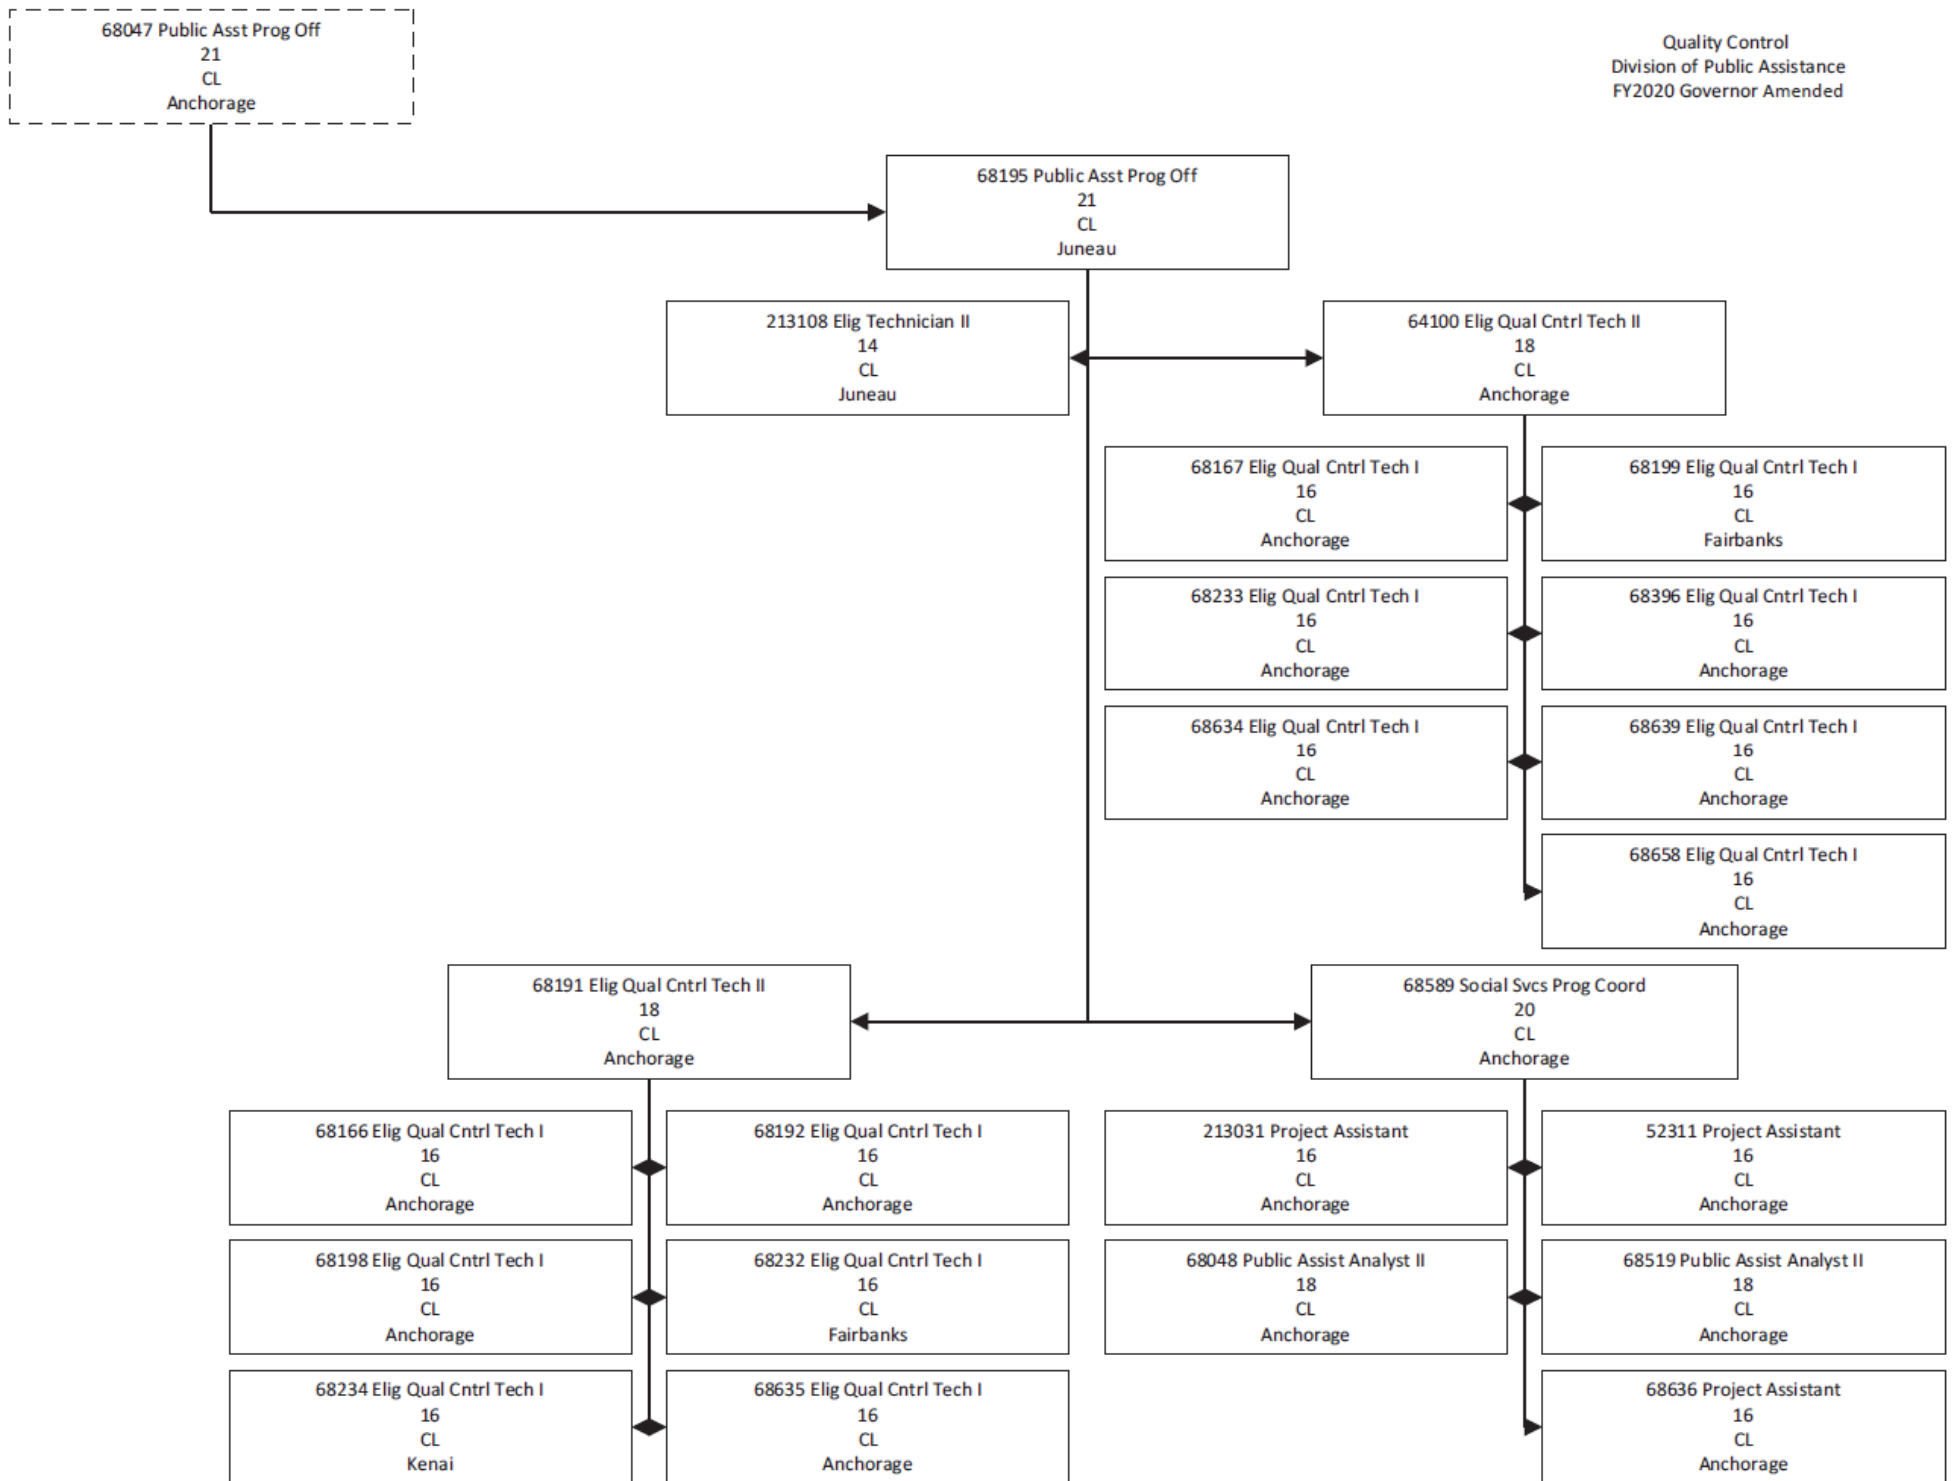 68047 Public Asst Prog Off
21
CL
Anchorage
Quality Control
Division of Public Assistance
FY2020 Governor Amended
68195 Public Asst Prog Off
21
CL
Juneau
213108 Elig Technician II
14
CL
Juneau
64100 Elig Qual Cntrl Tech II
18
CL
Anchorage
68167 Elig Qual Cntrl Tech I
16
CL
Anchorage
68199 Elig Qual Cntrl Tech I
16
CL
Fairbanks
68233 Elig Qual Cntrl Tech I
16
CL
Anchorage
68396 Elig Qual Cntrl Tech I
16
CL
Anchorage
68634 Elig Qual Cntrl Tech I
16
CL
Anchorage
68639 Elig Qual Cntrl Tech I
16
CL
Anchorage
68658 Elig Qual Cntrl Tech I
16
CL
Anchorage
68191 Elig Qual Cntrl Tech II
18
CL
Anchorage
68589 Social Svcs Prog Coord
20
CL
Anchorage
68166 Elig Qual Cntrl Tech I
16
CL
Anchorage
68192 Elig Qual Cntrl Tech I
16
CL
Anchorage
213031 Project Assistant
16
CL
Anchorage
52311 Project Assistant
16
CL
Anchorage
68198 Elig Qual Cntrl Tech I
16
CL
Anchorage
68232 Elig Qual Cntrl Tech I
16
CL
Fairbanks
68048 Public Assist Analyst II
18
CL
Anchorage
68519 Public Assist Analyst II
18
CL
Anchorage
68234 Elig Qual Cntrl Tech I
16
CL
Kenai
68635 Elig Qual Cntrl Tech I
16
CL
Anchorage
68636 Project Assistant
16
CL
Anchorage